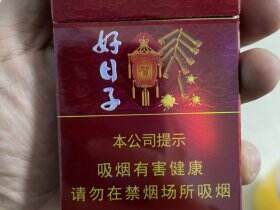 好日子
本公司提示
吸烟有害健康
请勿在禁烟场所吸烟